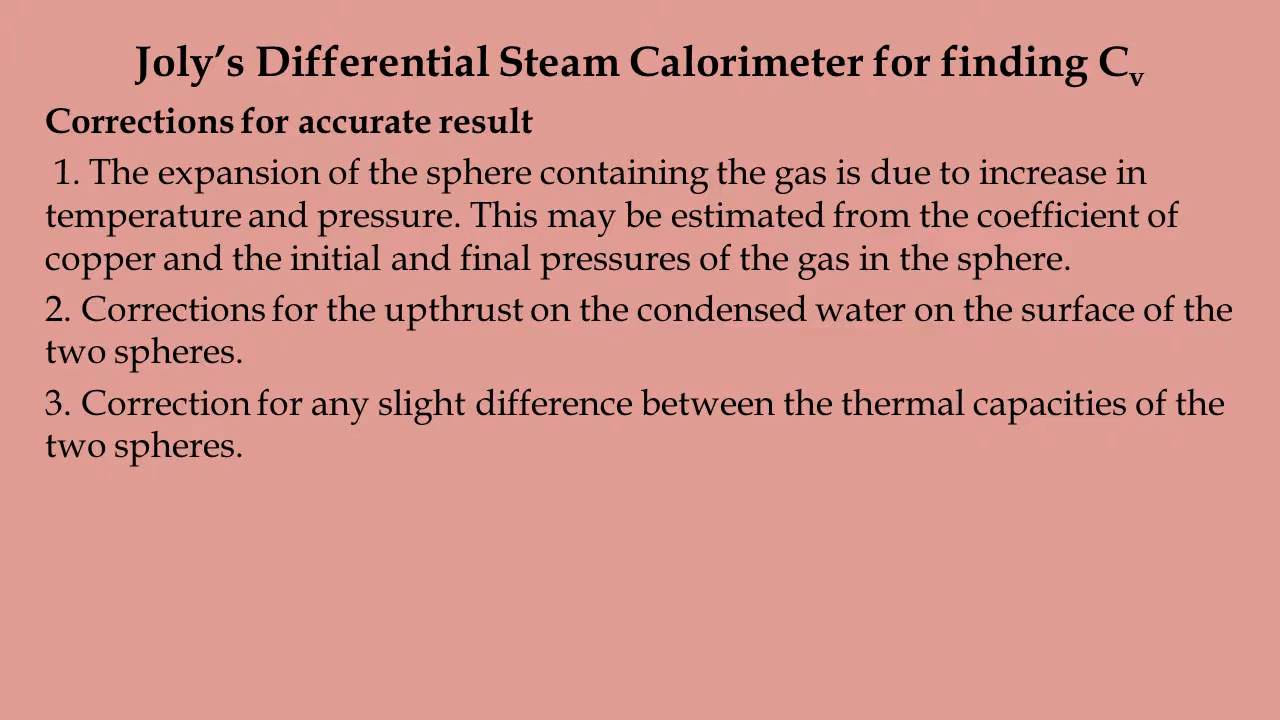 Joly’s Differential Steam Calorimeter for finding Cv
Corrections for accurate result
1. The expansion of the sphere containing the gas is due to increase in
temperature and pressure. This may be estimated from the coefficient of
copper and the initial and final pressures of the gas in the sphere.
2. Corrections for the upthrust on the condensed water on the surface of the
two spheres.
3. Correction for any slight difference between the thermal capacities of the
two spheres.